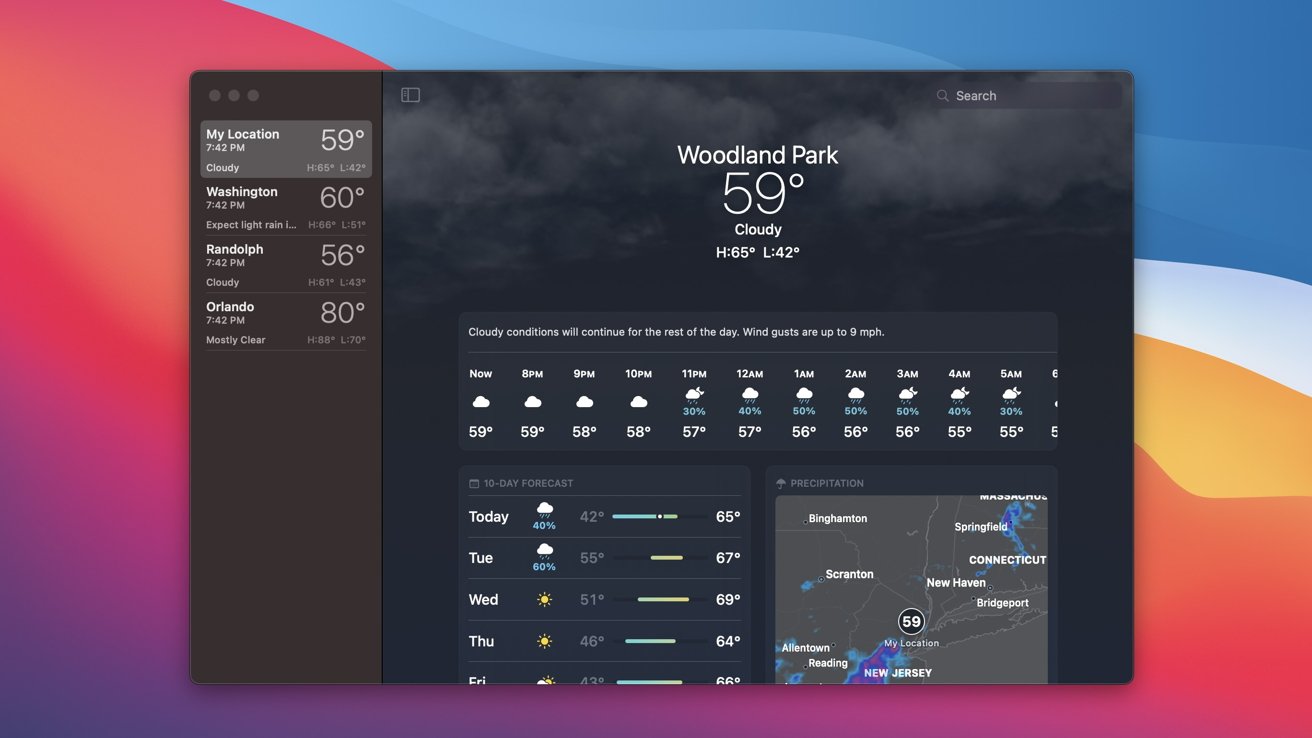 My Location 59°
7:42 PM
Cloudy H:65° L:42°
Washington 60°
7:42 PM
Expect light rain i... H:66° L:51°
Randolph 56°
7:42 PM
Cloudy H:61° L:43°
Orlando 80°
7:42 PM
Mostly Clear H:88° L:70°
Search
Woodland Park
59°
Cloudy
H:65° L:42°
Cloudy conditions will continue for the rest of the day. Wind gusts are up to 9 mph.
Now 8PM 9PM 10PM 11PM 12AM 1AM 2AM 3AM 4AM 5AM 6
30% 40% 50% 50% 50% 40% 30%
59° 59° 58° 58° 57° 57° 56° 56° 56° 55° 55° 5
10-DAY FORECAST
Today 40% 42° 65°
Tue 60% 55° 67°
Wed 51° 69°
Thu 46° 64°
Fri 43° 66°
PRECIPITATION
MASSACHUS
Binghamton
Springfield
CONNECTICUT
Scranton
New Haven
Bridgeport
59
My Location
Allentown
Reading
NEW JERSEY